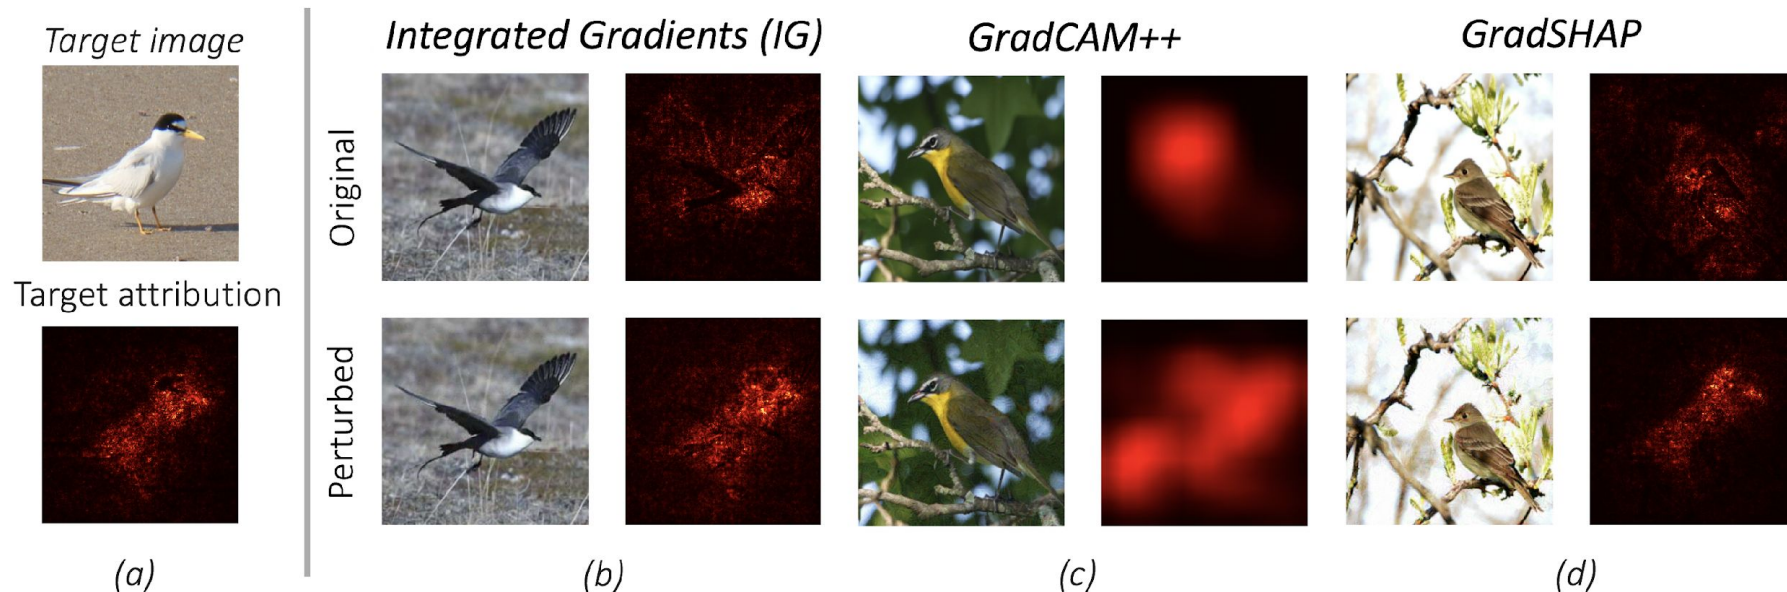 Target image
Target attribution
(a)
Integrated Gradients (IG)
GradCAM++
GradSHAP
Original
Perturbed
(b)
(c)
(d)